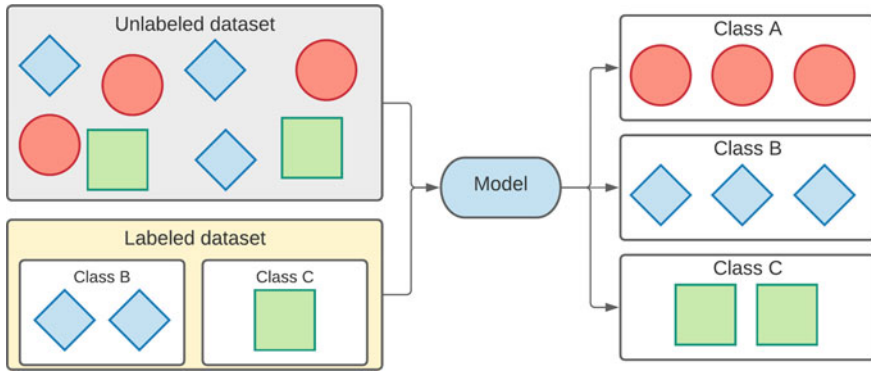 Unlabeled dataset
Labeled dataset
Class B
Class C
Model
Class A
Class B
Class C